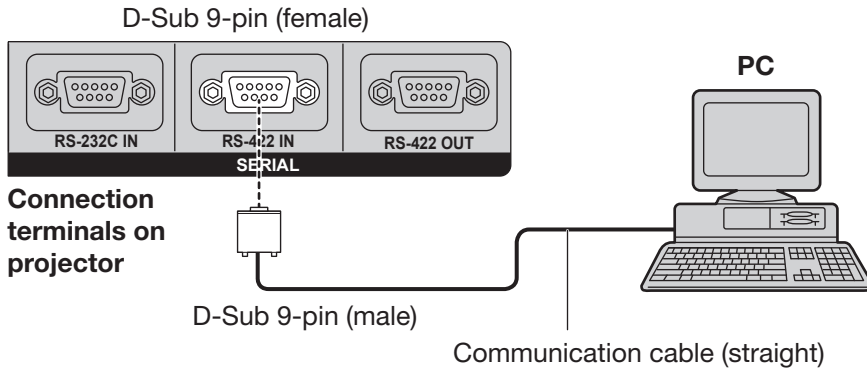 D-Sub 9-pin (female)
PC
RS-232C IN
RS-422 IN
RS-422 OUT
SERIAL
Connection
terminals on
projector
D-Sub 9-pin (male)
Communication cable (straight)